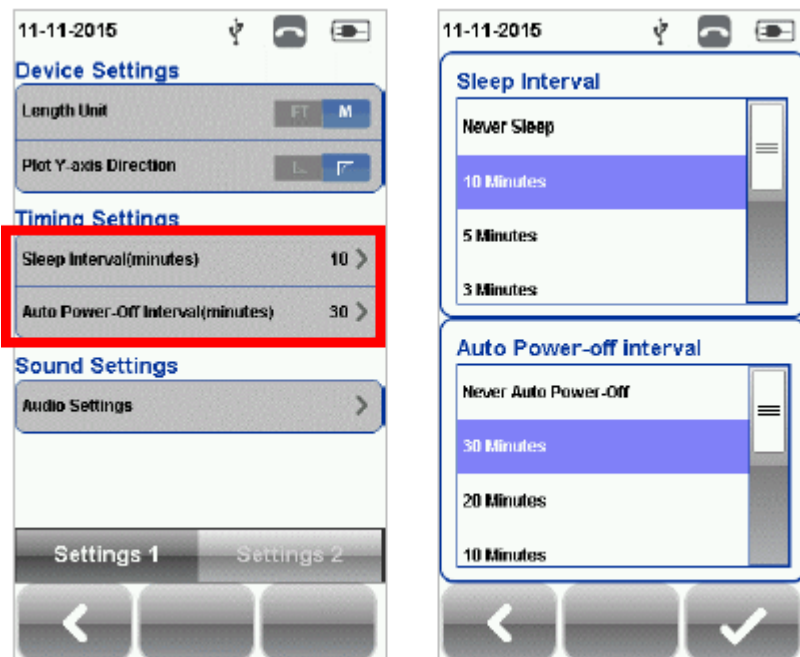 11-11-2015
Device Settings
Length Unit FT M
Plot Y-axis Direction
Timing Settings
Sleep Interval(minutes) 10
Auto Power-Off Interval(minutes) 30
Sound Settings
Audio Settings
Settings 1 Settings 2
11-11-2015
Sleep Interval
Never Sleep
10 Minutes
5 Minutes
3 Minutes
Auto Power-off interval
Never Auto Power-Off
30 Minutes
20 Minutes
10 Minutes